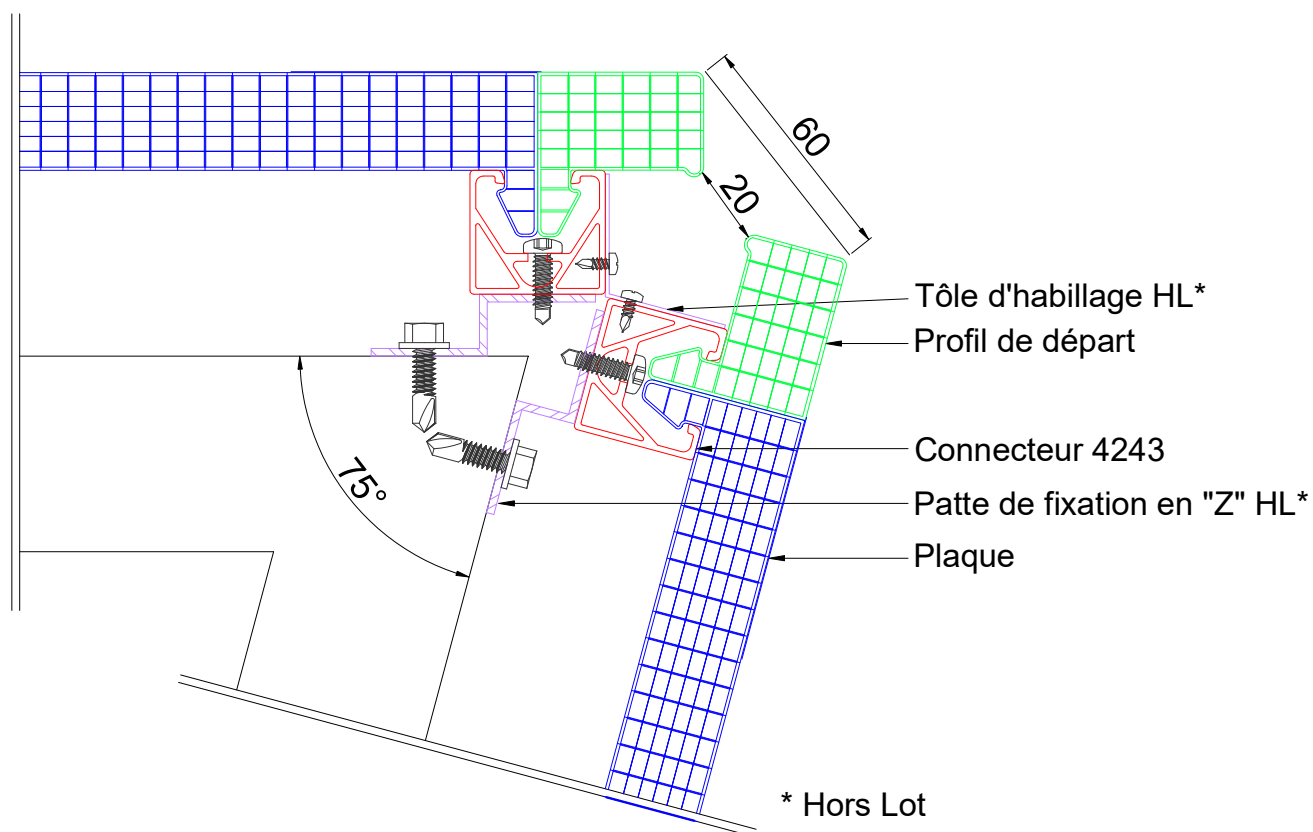 60
20
Tôle d'habillage HL*
Profil de départ
75°
Connecteur 4243
Patte de fixation en "Z" HL*
Plaque
* Hors Lot